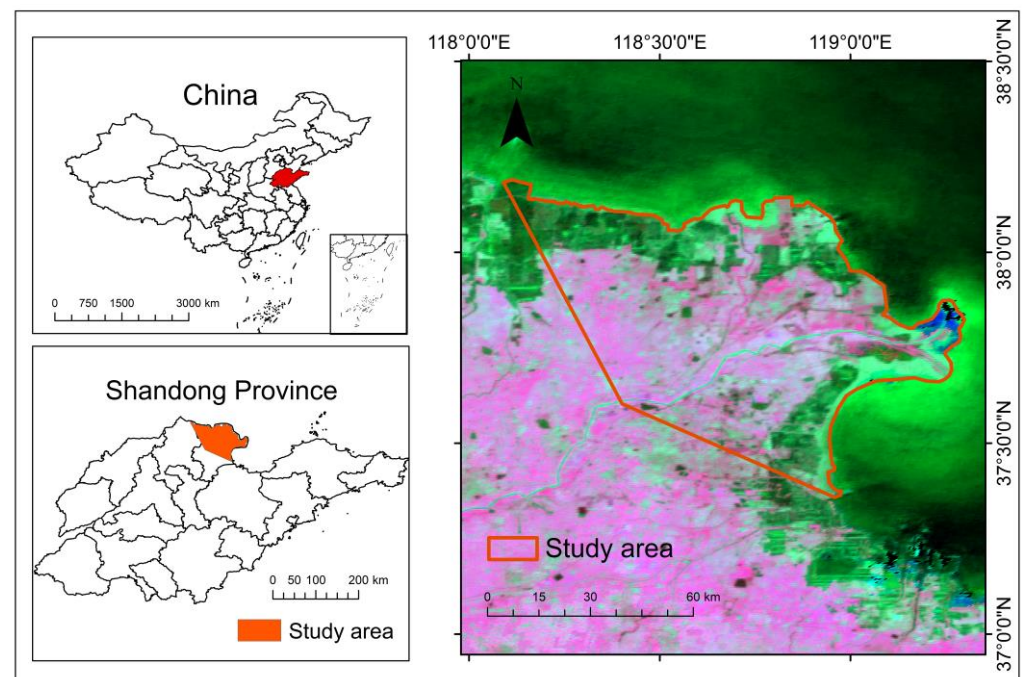 China
0 750 1500 3000 km
Shandong Province
0 50 100 200 km
Study area
118°0'0"E 118°30'0"E 119°0'0"E
N
38°30'0"N
38°0'0"N
37°30'0"N
37°0'0"N
Study area
0 15 30 60 km